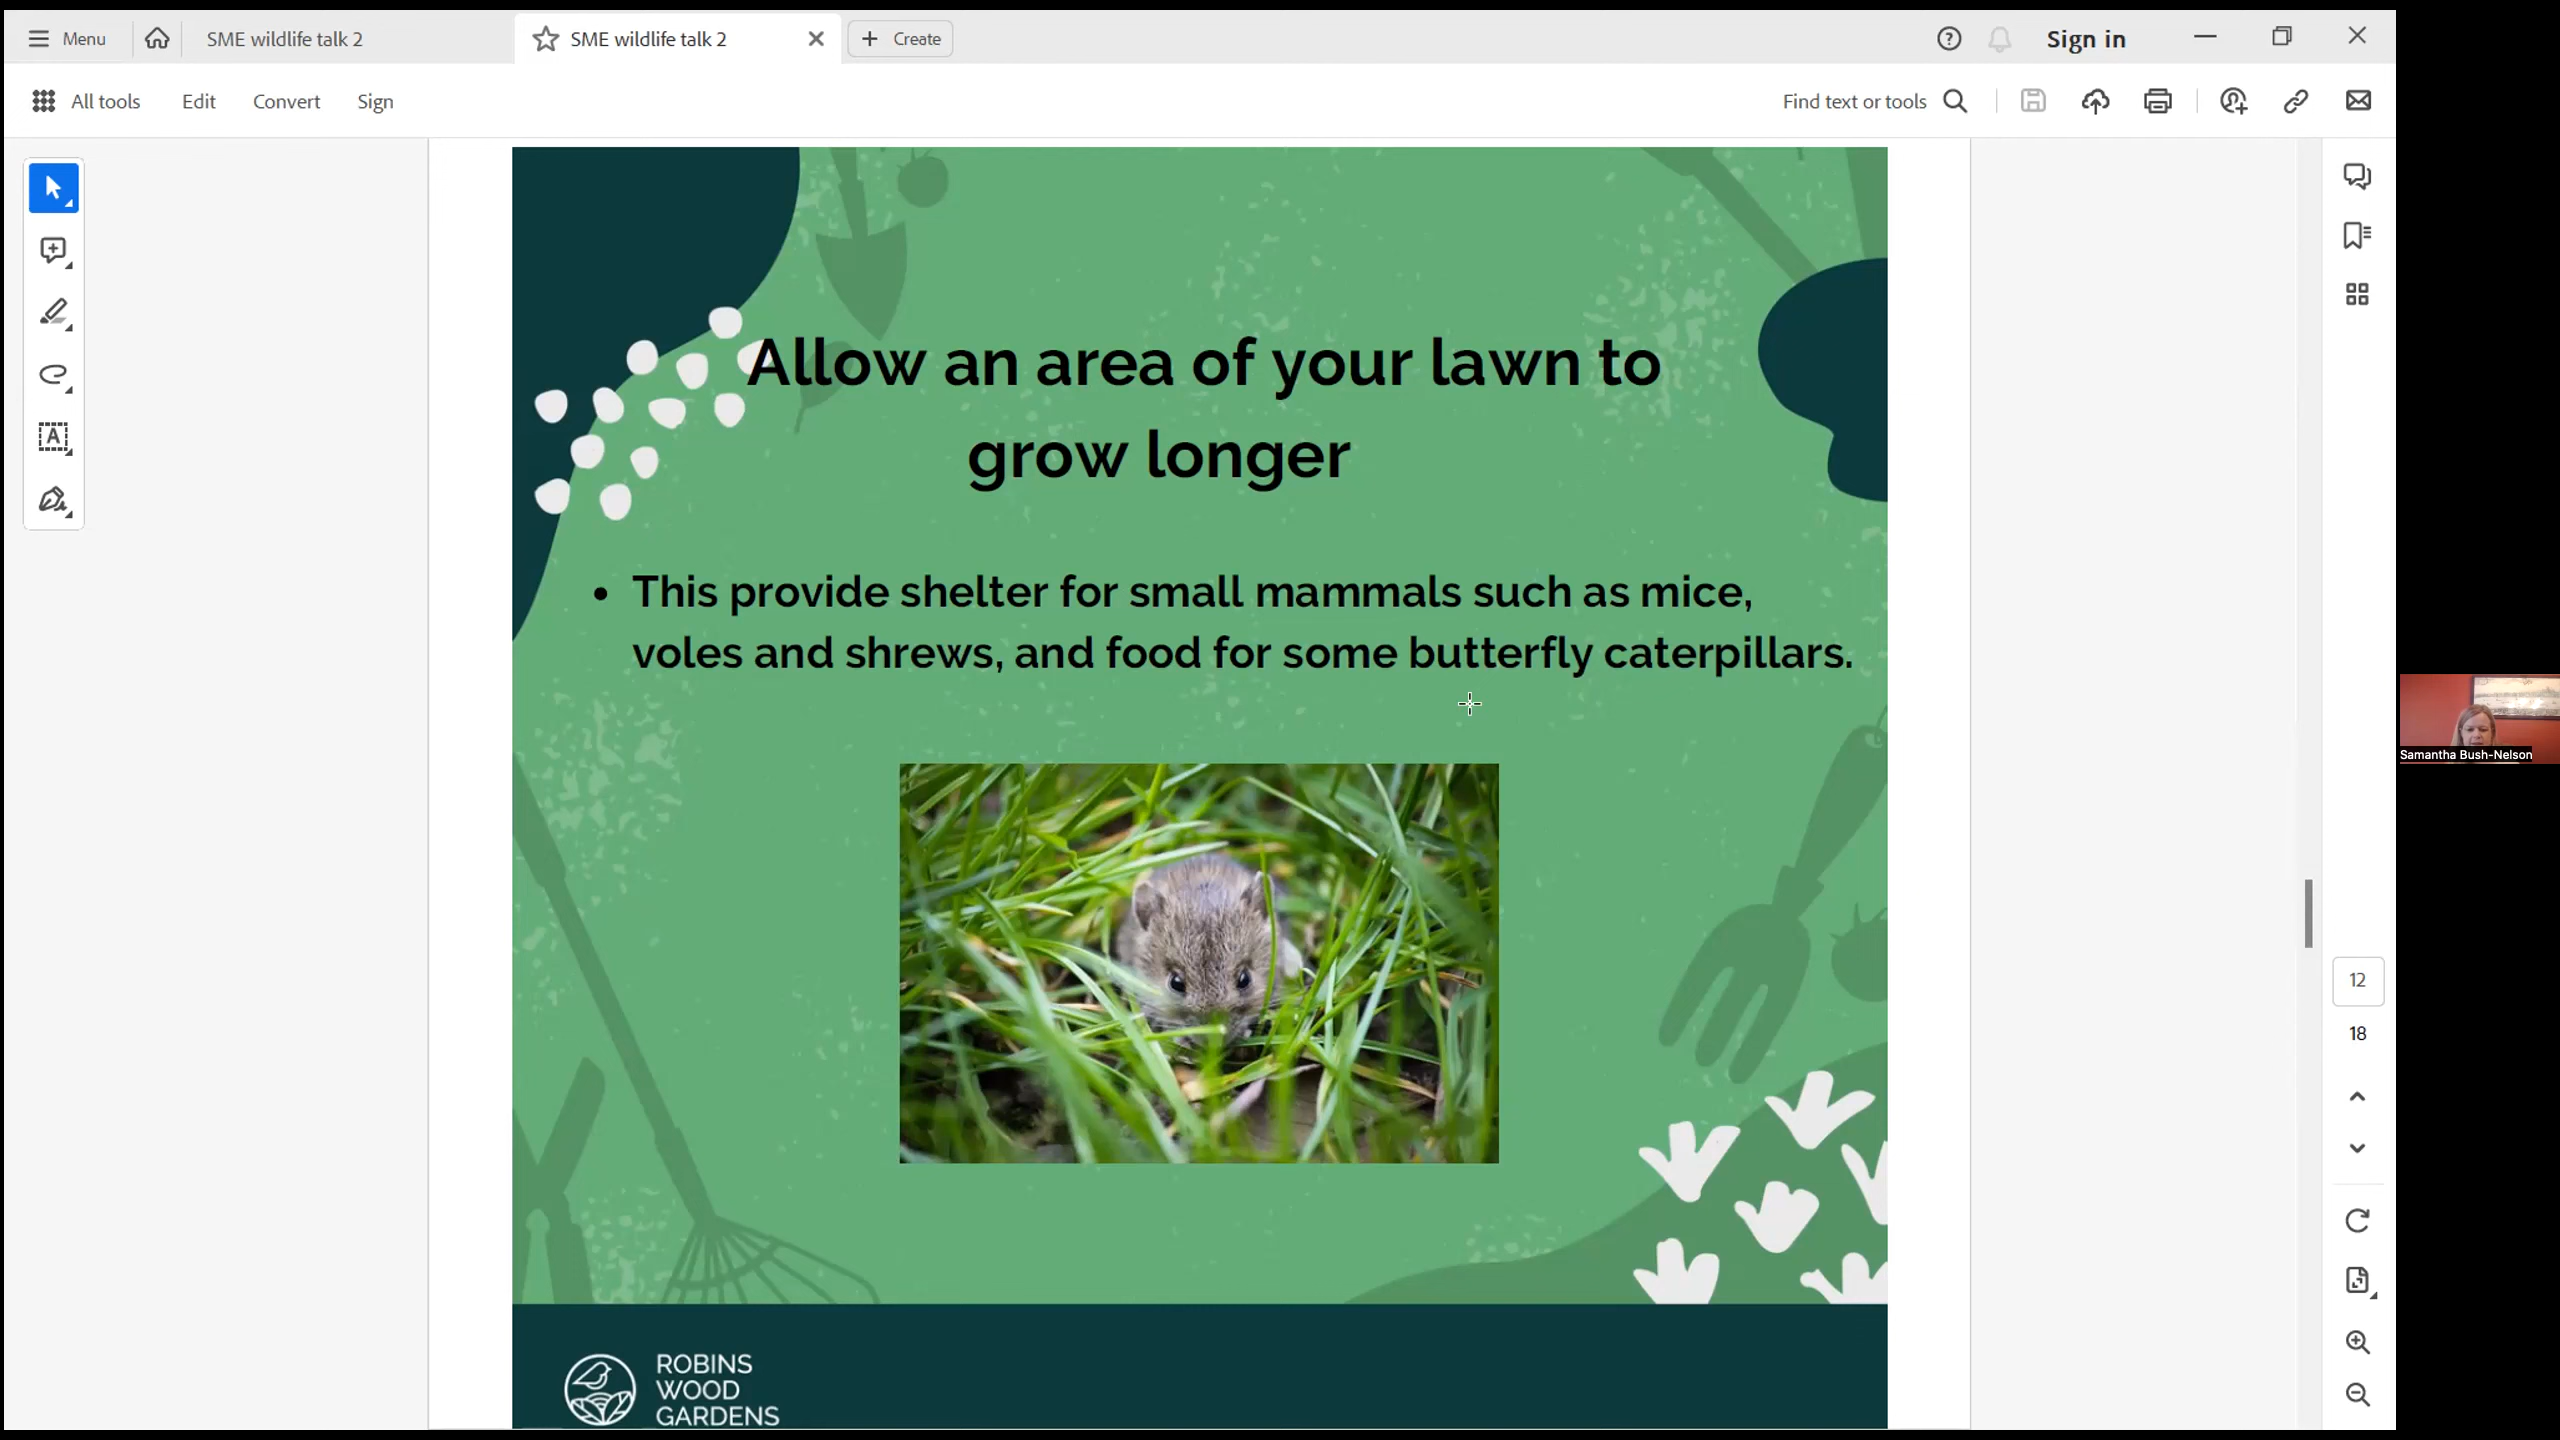 Menu
SME wildlife talk 2
SME wildlife talk 2
Create
Sign in
All tools
Edit
Convert
Sign
Find text or tools
Allow an area of your lawn to
grow longer
• This provide shelter for small mammals such as mice,
voles and shrews, and food for some butterfly caterpillars.
Samantha Bush-Nelson
12
18
ROBINS
WOOD
GARDENS